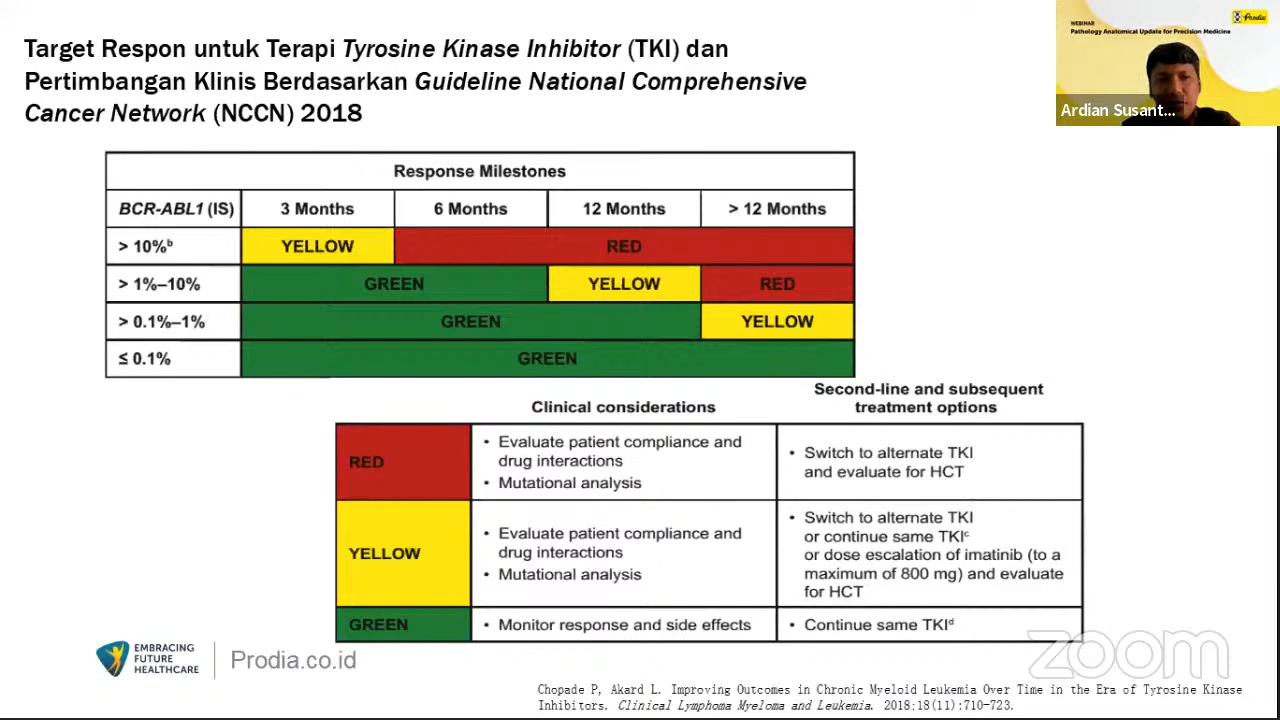 Target Respon untuk Terapi Tyrosine Kinase Inhibitor (TKI) dan
Pertimbangan Klinis Berdasarkan Guideline National Comprehensive
Cancer Network (NCCN) 2018
Prodia
WEBINAR
Pathology Anatomical Update for Precision Medicine
Ardian Susant...
Response Milestones
BCR-ABL1 (IS) 3 Months 6 Months 12 Months > 12 Months
> 10%ᵇ YELLOW RED
> 1%–10% GREEN YELLOW RED
> 0.1%–1% GREEN YELLOW
≤ 0.1% GREEN
Clinical considerations
Second-line and subsequent
treatment options
RED
• Evaluate patient compliance and
drug interactions
• Mutational analysis
• Switch to alternate TKI
and evaluate for HCT
YELLOW
• Evaluate patient compliance and
drug interactions
• Mutational analysis
• Switch to alternate TKI
or continue same TKIᶜ
or dose escalation of imatinib (to a
maximum of 800 mg) and evaluate
for HCT
GREEN
• Monitor response and side effects
• Continue same TKIᵈ
EMBRACING
FUTURE
HEALTHCARE
Prodia.co.id
zoom
Chopade P, Akard L. Improving Outcomes in Chronic Myeloid Leukemia Over Time in the Era of Tyrosine Kinase
Inhibitors. Clinical Lymphoma Myeloma and Leukemia. 2018;18(11):710-723.